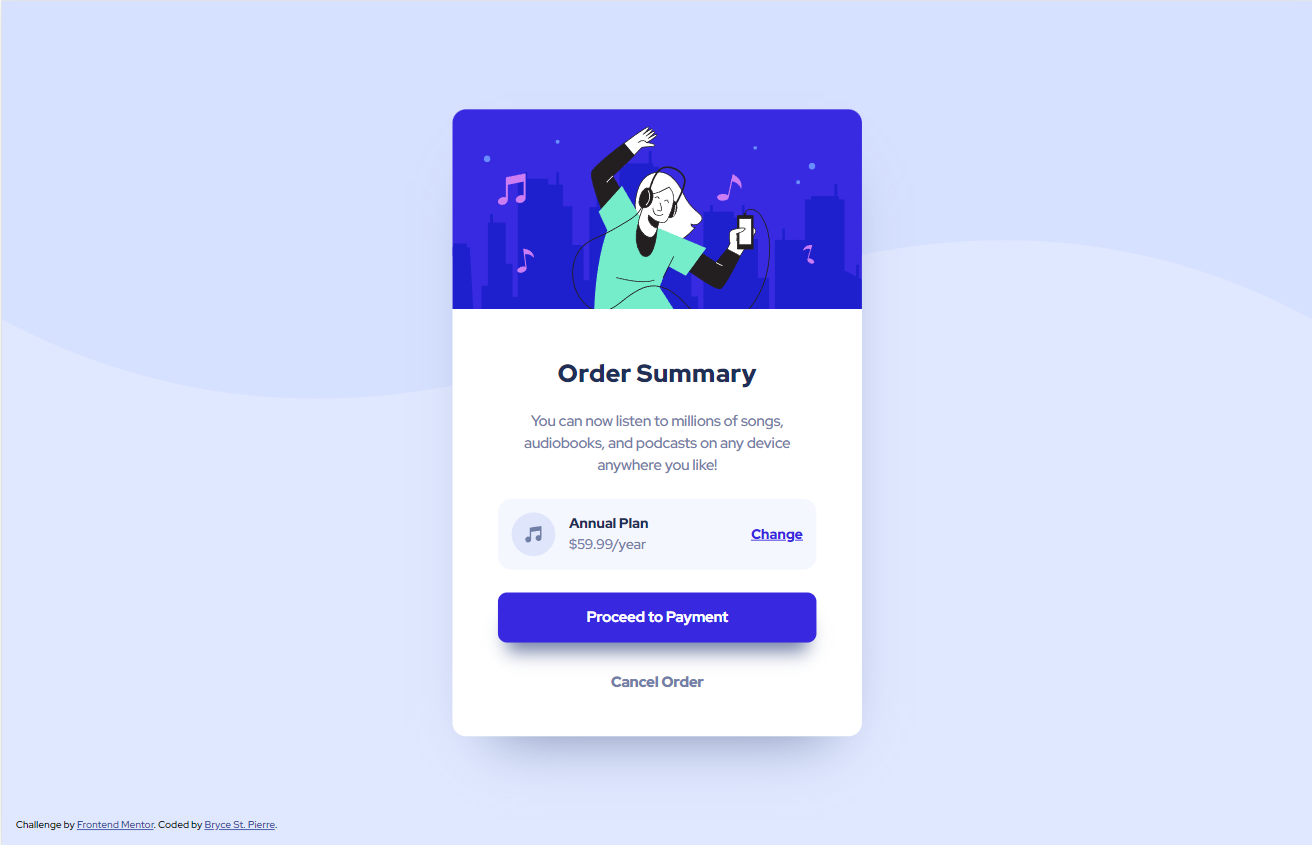 Order Summary
You can now listen to millions of songs,
audiobooks, and podcasts on any device
anywhere you like!
Annual Plan
$59.99/year
Change
Proceed to Payment
Cancel Order
Challenge by Frontend Mentor. Coded by Bryce St. Pierre.